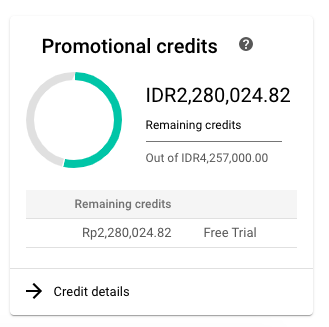 Promotional credits
IDR2,280,024.82
Remaining credits
Out of IDR4,257,000.00
Remaining credits
Rp2,280,024.82 Free Trial
Credit details